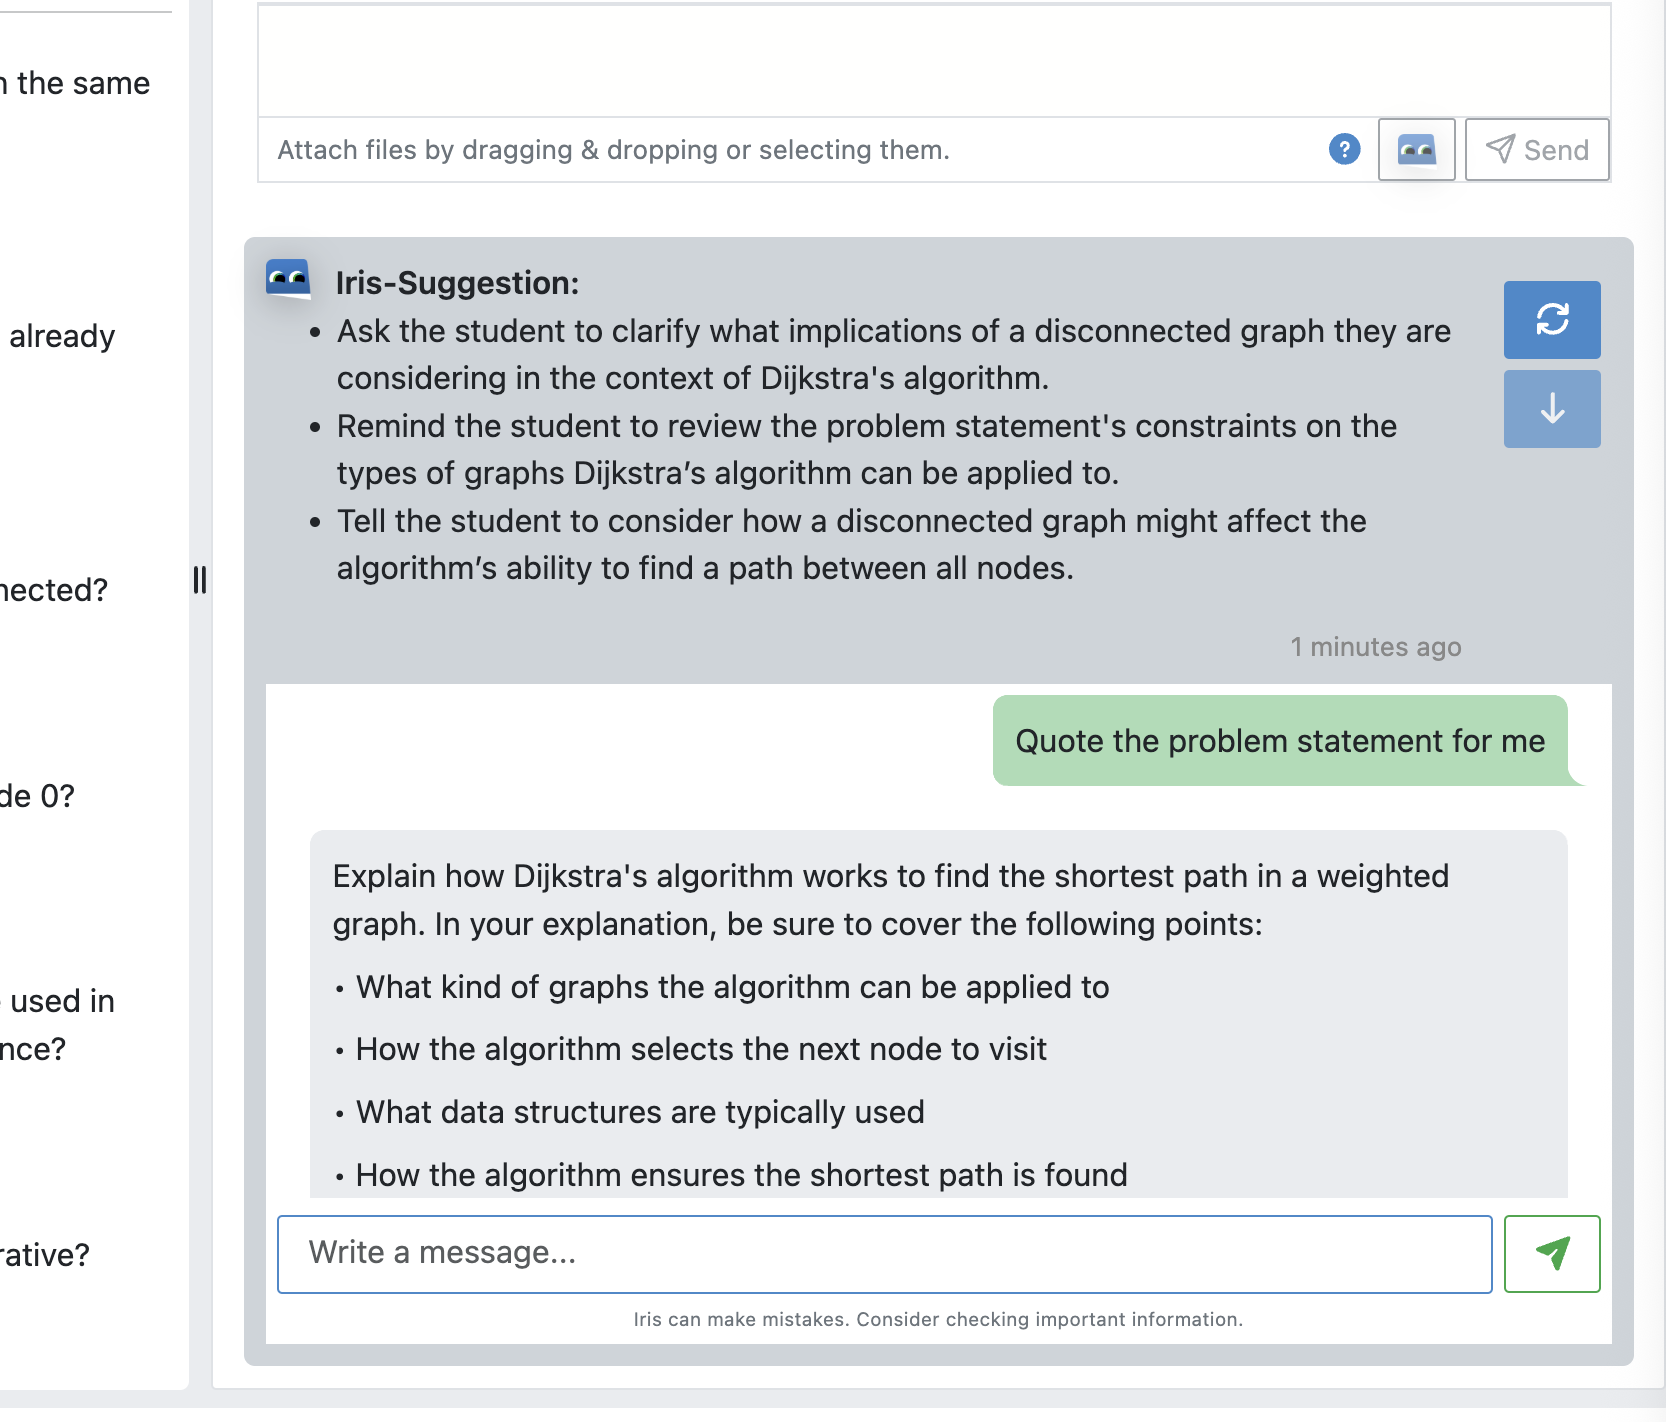 the same
already
nected?
de 0?
used in
nce?
rative?
Attach files by dragging & dropping or selecting them.
?
Send
Iris-Suggestion:
• Ask the student to clarify what implications of a disconnected graph they are
considering in the context of Dijkstra's algorithm.
• Remind the student to review the problem statement's constraints on the
types of graphs Dijkstra’s algorithm can be applied to.
• Tell the student to consider how a disconnected graph might affect the
algorithm’s ability to find a path between all nodes.
1 minutes ago
Quote the problem statement for me
Explain how Dijkstra's algorithm works to find the shortest path in a weighted
graph. In your explanation, be sure to cover the following points:
• What kind of graphs the algorithm can be applied to
• How the algorithm selects the next node to visit
• What data structures are typically used
• How the algorithm ensures the shortest path is found
Write a message...
Iris can make mistakes. Consider checking important information.